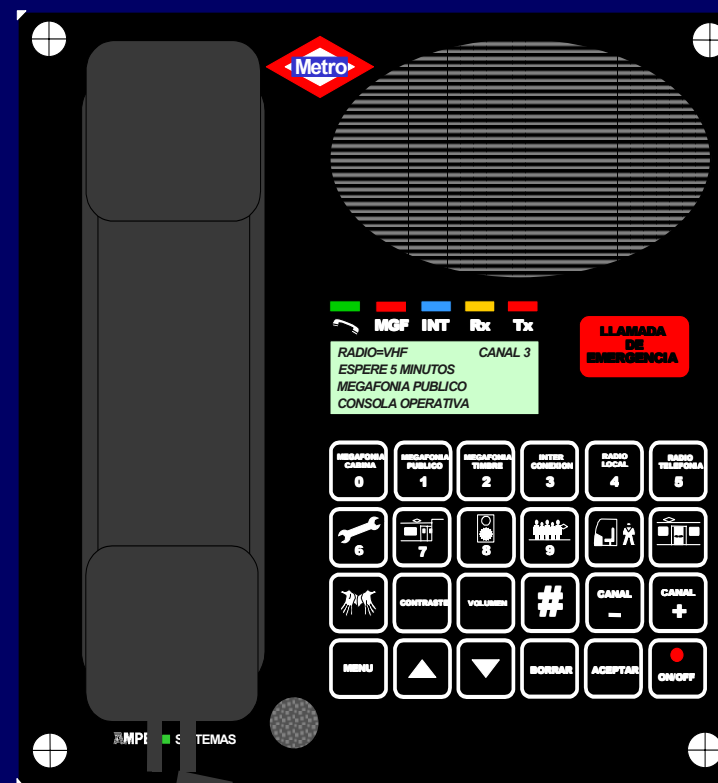 Metro
MGF INT Rx Tx
LLAMADA
DE
EMERGENCIA
RADIO=VHF CANAL 3
ESPERE 5 MINUTOS
MEGAFONIA PUBLICO
CONSOLA OPERATIVA
MEGAFONIA
CABINA
0
MEGAFONIA
PUBLICO
1
MEGAFONIA
TIMBRE
2
INTER
CONEXION
3
RADIO
LOCAL
4
RADIO
TELEFONIA
5
6
7
8
9
CONTRASTE
VOLUMEN
#
CANAL
–
CANAL
+
MENU
BORRAR
ACEPTAR
ON/OFF